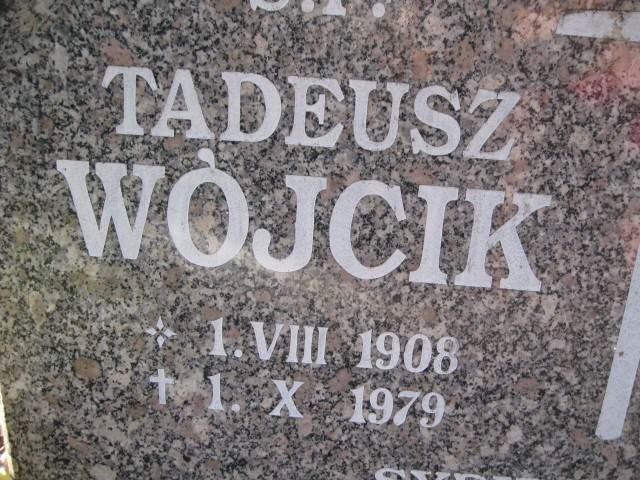 Ś.P.
TADEUSZ
WÓJCIK
1. VIII 1908
† 1. X 1979